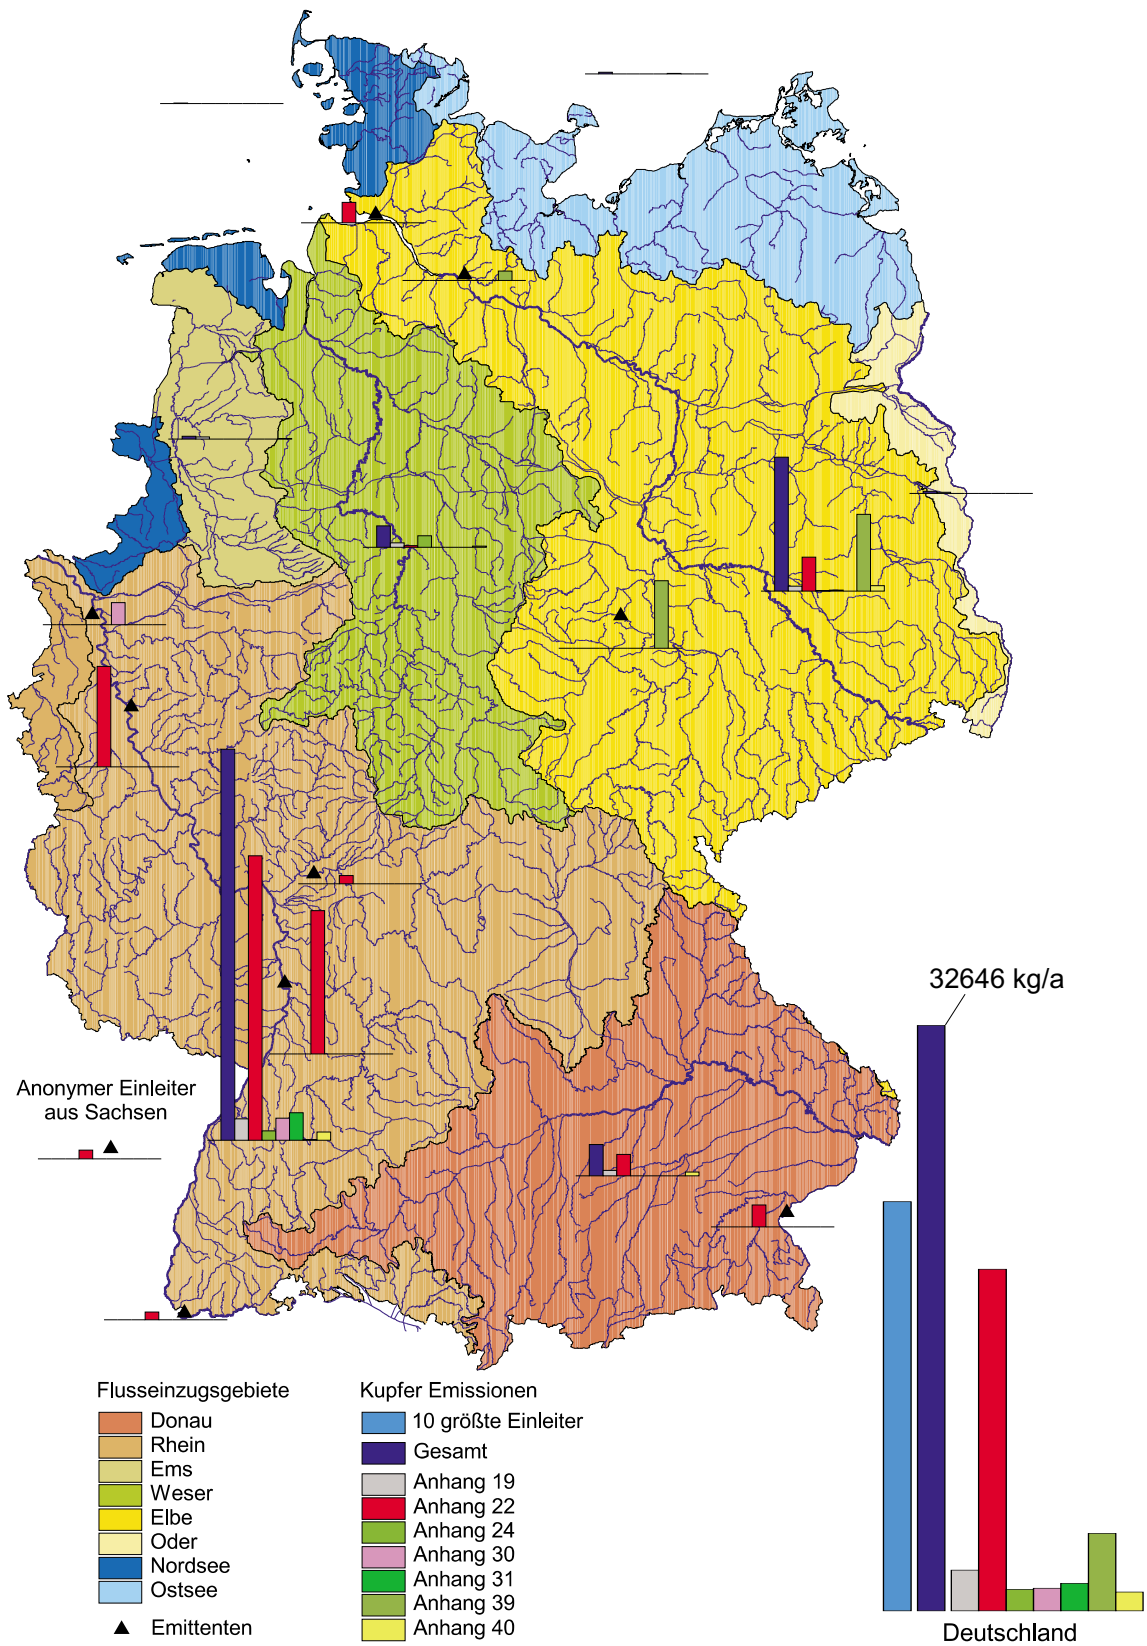 32646 kg/a
Anonymer Einleiter
aus Sachsen
Flusseinzugsgebiete
Donau
Rhein
Ems
Weser
Elbe
Oder
Nordsee
Ostsee
Emittenten
Kupfer Emissionen
10 größte Einleiter
Gesamt
Anhang 19
Anhang 22
Anhang 24
Anhang 30
Anhang 31
Anhang 39
Anhang 40
Deutschland